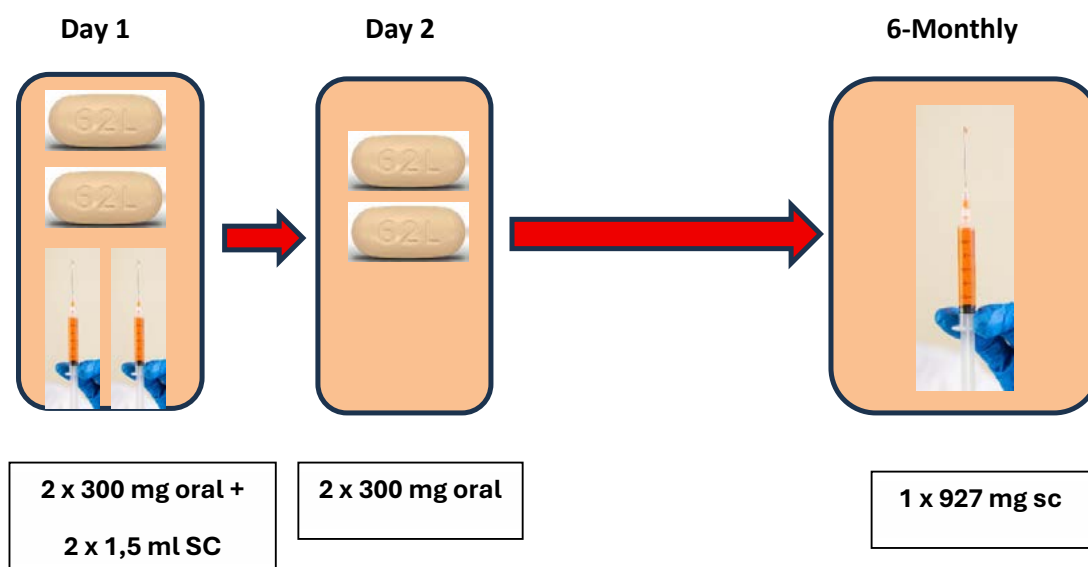 Day 1
Day 2
6-Monthly
G2L
G2L
G2L
G2L
2 x 300 mg oral +
2 x 1,5 ml SC
2 x 300 mg oral
1 x 927 mg sc